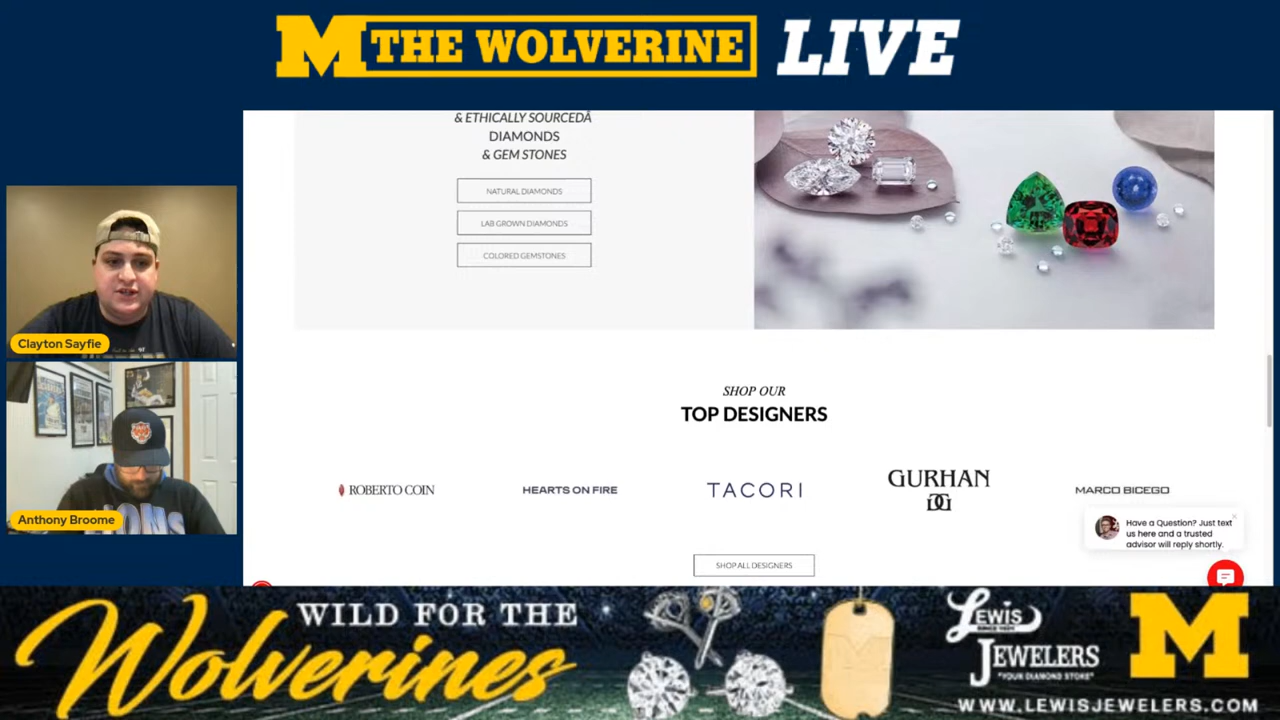 M THE WOLVERINE LIVE
& ETHICALLY SOURCEDÂ
DIAMONDS
& GEM STONES
NATURAL DIAMONDS
LAB GROWN DIAMONDS
COLORED GEMSTONES
Clayton Sayfie
Anthony Broome
SHOP OUR
TOP DESIGNERS
ROBERTO COIN
HEARTS ON FIRE
TACORI
GURHAN
MARCO BICEGO
Have a Question? Just text
us here and a trusted
advisor will reply shortly.
SHOP ALL DESIGNERS
WILD FOR THE
Wolverines
LEWIS
JEWELERS
"YOUR DIAMOND STORE"
M
WWW.LEWISJEWELERS.COM